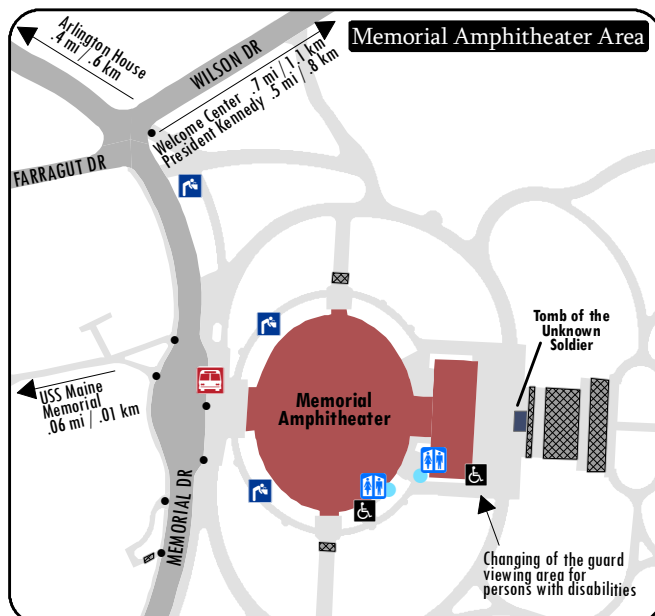 Memorial Amphitheater Area
Arlington House
.4 mi / .6 km
WILSON DR
Welcome Center .7 mi / 1.1 km
President Kennedy .5 mi / .8 km
FARRAGUT DR
Tomb of the
Unknown
Soldier
USS Maine
Memorial
.06 mi / .01 km
Memorial
Amphitheater
MEMORIAL DR
Changing of the guard
viewing area for
persons with disabilities